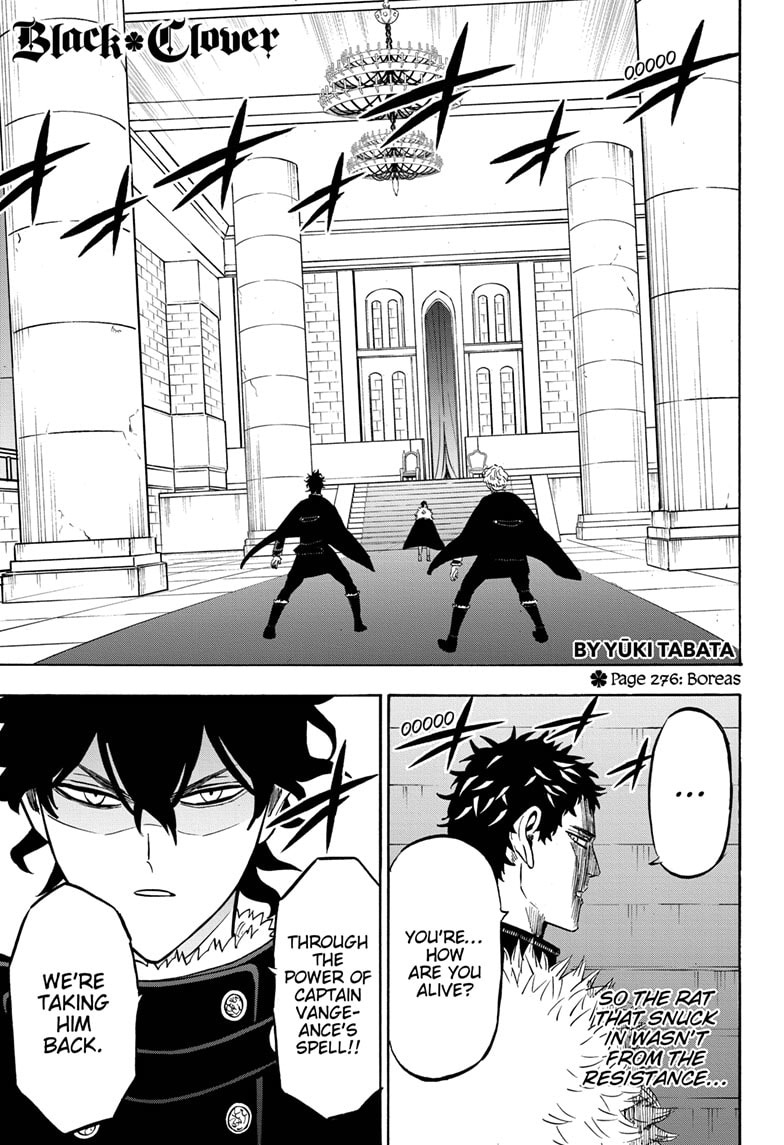 Black✽Clover
OOOOO
BY YŪKI TABATA
Page 276: Boreas
OOOOO
...
YOU'RE...
HOW
ARE YOU
ALIVE?
SO THE RAT
THAT SNUCK
IN WASN'T
FROM THE
RESISTANCE...
THROUGH
THE
POWER OF
CAPTAIN
VANGE-
ANCE'S
SPELL!!
WE'RE
TAKING
HIM
BACK.